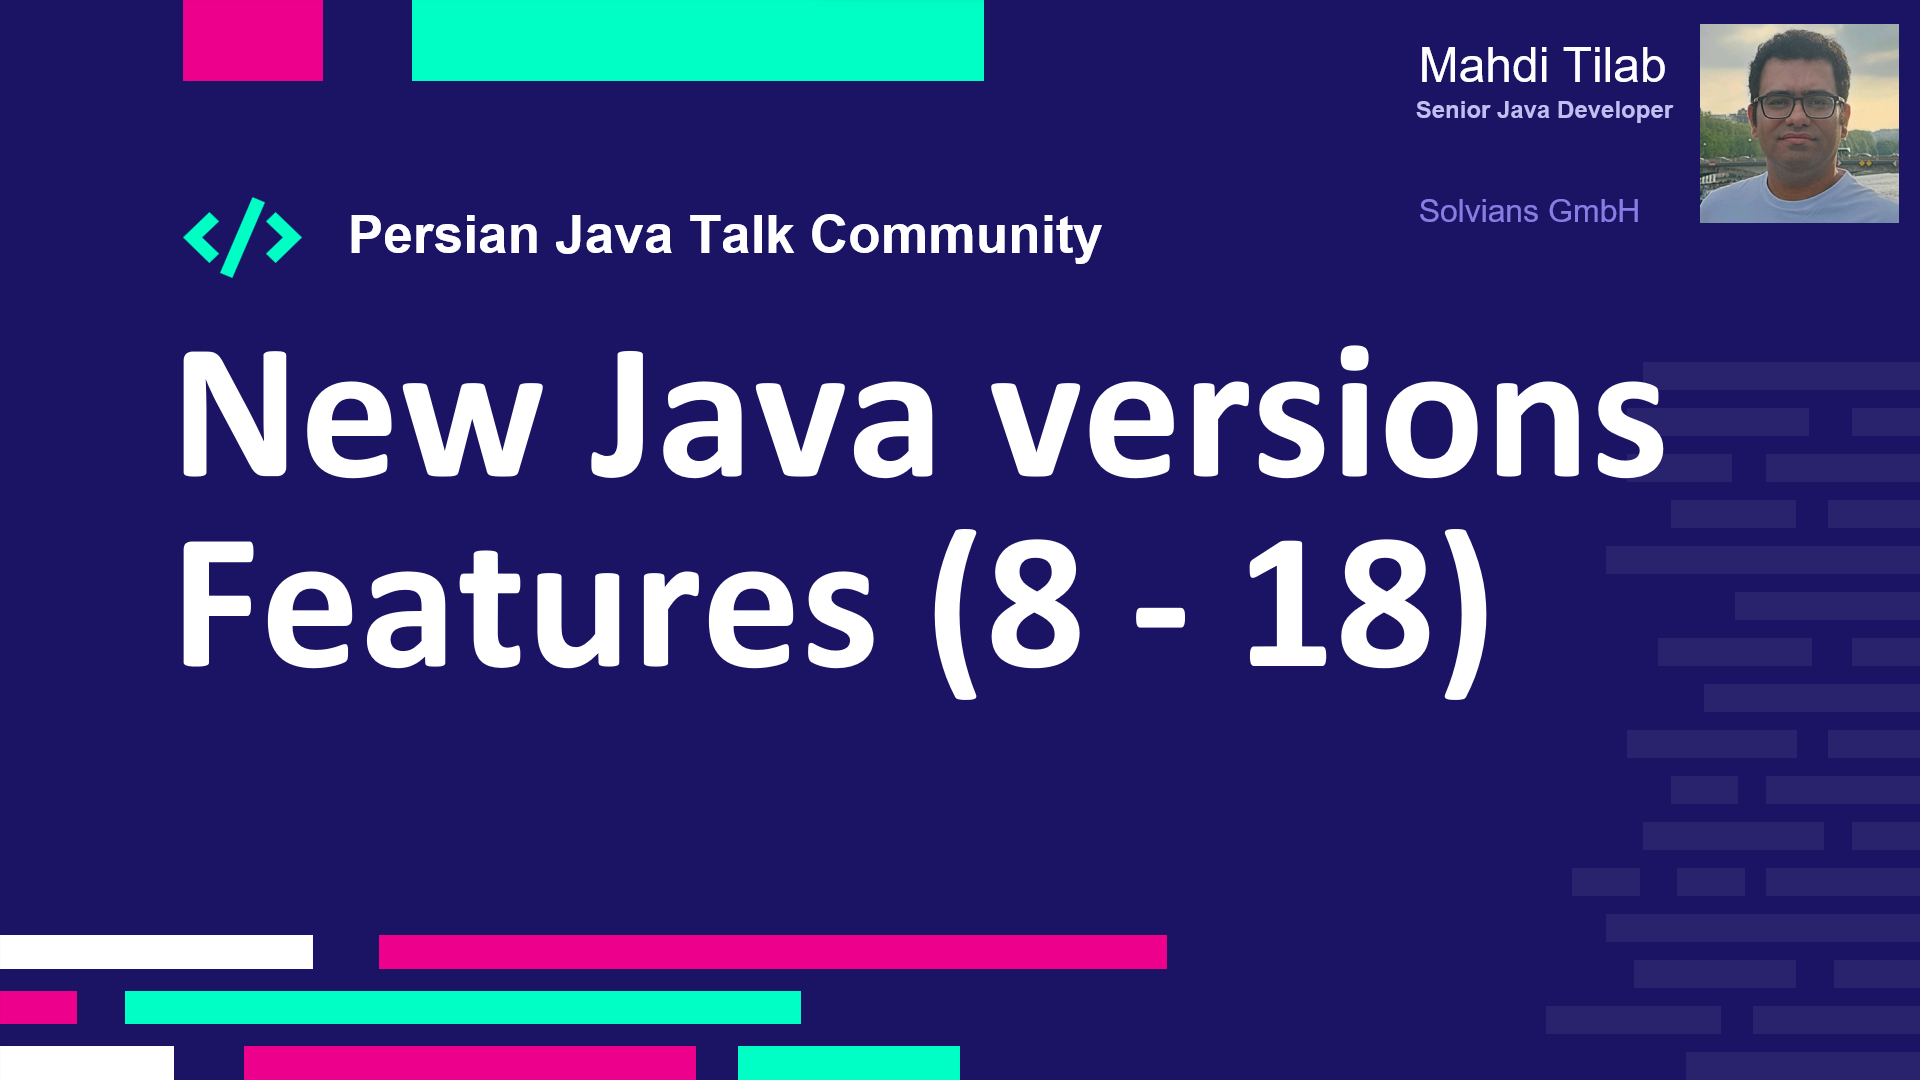 Mahdi Tilab
Senior Java Developer
Solvians GmbH
</> Persian Java Talk Community
New Java versions
Features (8 - 18)